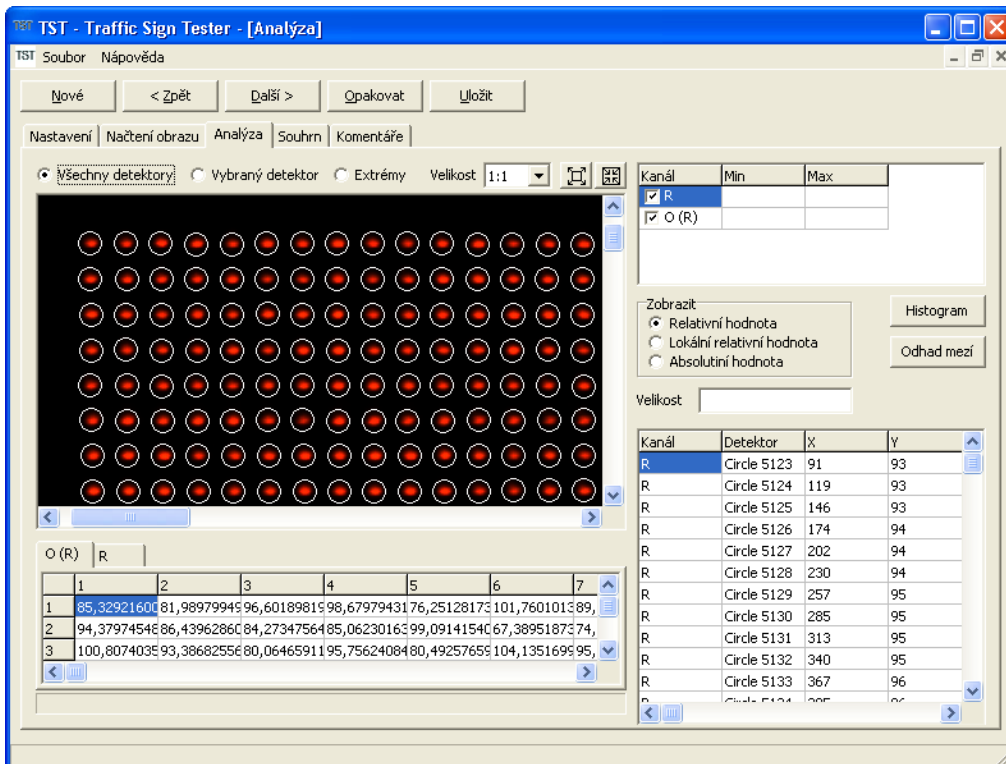 TST TST - Traffic Sign Tester - [Analýza]
TST Soubor Nápověda
Nové < Zpět Další > Opakovat Uložit
Nastavení Načtení obrazu Analýza Souhrn Komentáře
Všechny detektory Vybraný detektor Extrémy Velikost 1:1
Kanál Min Max
R
O (R)
Zobrazit
Relativní hodnota
Lokální relativní hodnota
Absolutiní hodnota
Histogram
Odhad mezí
Velikost
Kanál Detektor X Y
R Circle 5123 91 93
R Circle 5124 119 93
R Circle 5125 146 93
R Circle 5126 174 94
R Circle 5127 202 94
R Circle 5128 230 94
R Circle 5129 257 95
R Circle 5130 285 95
R Circle 5131 313 95
R Circle 5132 340 95
R Circle 5133 367 96
O (R) R
1 2 3 4 5 6 7
1 85,32921600 81,98979949 96,60189819 98,67979431 76,25128173 101,7601013 89,
2 94,37974548 86,43962860 84,27347564 85,06230163 99,09141540 67,38951873 74,
3 100,8074035 93,38682556 80,06465911 95,75624084 80,49257659 104,1351699 95,